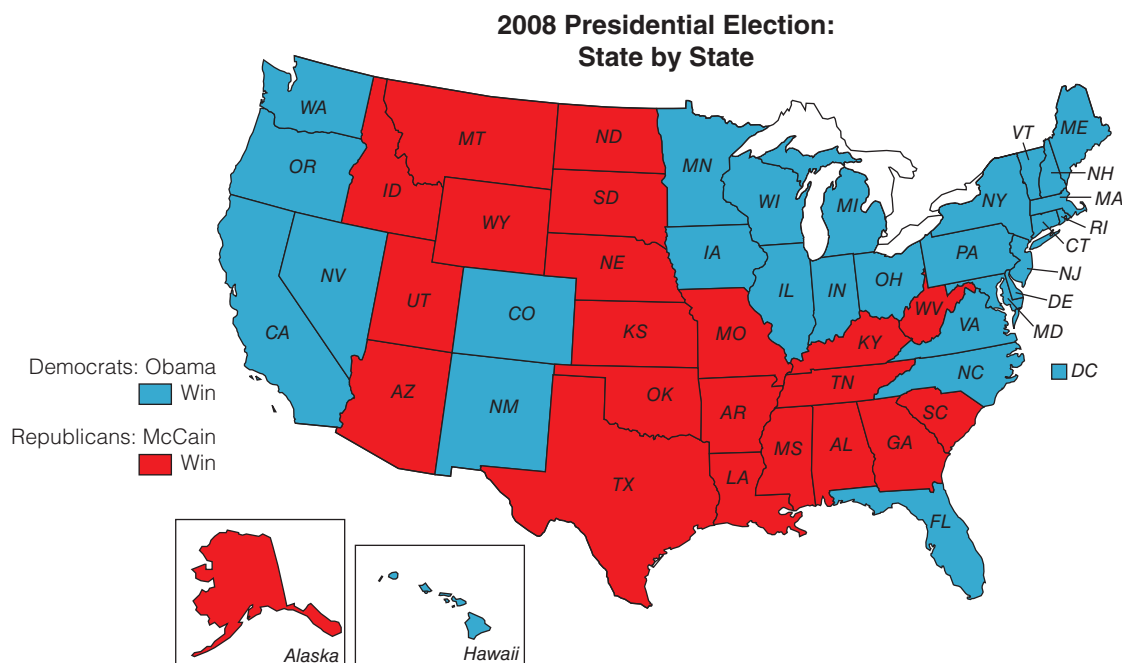 2008 Presidential Election:
State by State
WA
OR
CA
NV
ID
MT
WY
UT
AZ
CO
NM
ND
SD
NE
KS
OK
TX
MN
IA
MO
AR
LA
WI
IL
MI
IN
OH
KY
TN
MS
AL
GA
SC
NC
VA
WV
FL
PA
NY
VT
ME
NH
MA
RI
CT
NJ
DE
MD
DC
Democrats: Obama
Win
Republicans: McCain
Win
Alaska
Hawaii